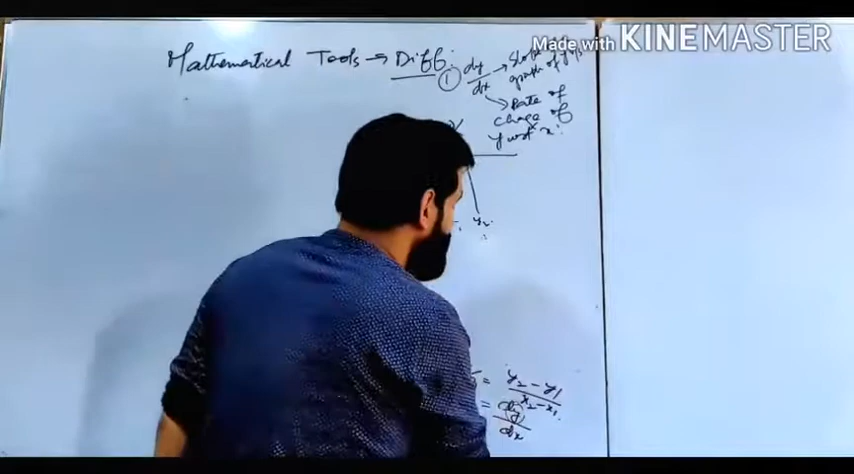 Made with KINEMASTER
Mathematical Tools → Diff.
① dy/dx → Slope of
graph of y/x
→ Rate of
change of
y wrt x.
y₂
= y₂ - y₁ / x₂ - x₁
= dy / dx